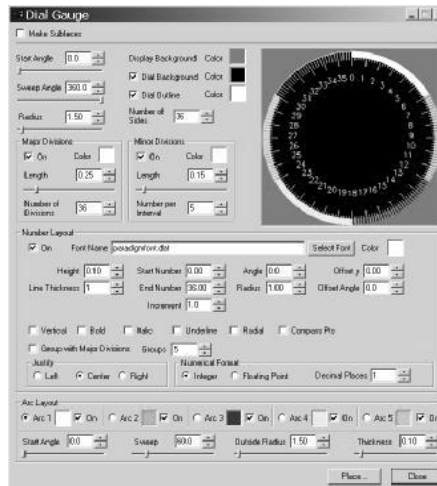 Dial Gauge
Make Subfaces
Start Angle 0.0 Display Background Color
Dial Background Color
Sweep Angle 360.0 Dial Outline Color
Radius 1.50 Number of Sides 36
Major Divisions Minor Divisions
On Color On Color
Length 0.25 Length 0.15
Number of Divisions 36 Number per Interval 5
Number Layout
On Font Name paradigmfont.dat Select Font Color
Height 0.10 Start Number 0.00 Angle 0.0 Offset y 0.00
Line Thickness 1 End Number 36.00 Radius 1.00 Offset Angle 0.0
Increment 1.0
Vertical Bold Italic Underline Radial Compass Pts
Group with Major Divisions Groups 5
Justify Numerical Format
Left Center Right Integer Floating Point Decimal Places 1
Arc Layout
Arc 1 On Arc 2 On Arc 3 On Arc 4 On Arc 5 On
Start Angle 0.0 Sweep 60.0 Outside Radius 1.50 Thickness 0.10
Place... Close